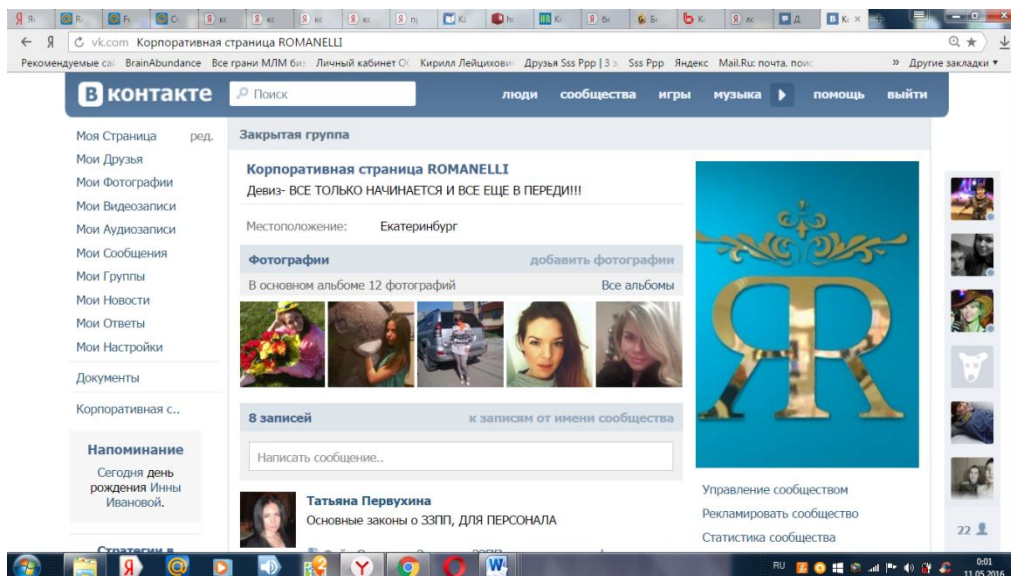 vk.com Корпоративная страница ROMANELLI
Рекомендуемые BrainAbundance Все грани МЛМ биз Личный кабинет Кирилл Лейцихови Друзья Sss Ppp | 3 Sss Ppp Яндекс Mail.Ru: почта, поис » Другие закладки ▾
В контакте Поиск люди сообщества игры музыка помощь выйти
Моя Страница ред.
Мои Друзья
Мои Фотографии
Мои Видеозаписи
Мои Аудиозаписи
Мои Сообщения
Мои Группы
Мои Новости
Мои Ответы
Мои Настройки
Документы
Корпоративная с..
Напоминание
Сегодня день
рождения Инны
Ивановой.
Стратегии в
Закрытая группа
Корпоративная страница ROMANELLI
Девиз- ВСЕ ТОЛЬКО НАЧИНАЕТСЯ И ВСЕ ЕЩЕ В ПЕРЕДИ!!!
Местоположение: Екатеринбург
Фотографии добавить фотографии
В основном альбоме 12 фотографий Все альбомы
8 записей к записям от имени сообщества
Написать сообщение..
Татьяна Первухина
Основные законы о ЗЗПП, ДЛЯ ПЕРСОНАЛА
Управление сообществом
Рекламировать сообщество
Статистика сообщества
22
RU 0:01
11.05.2016